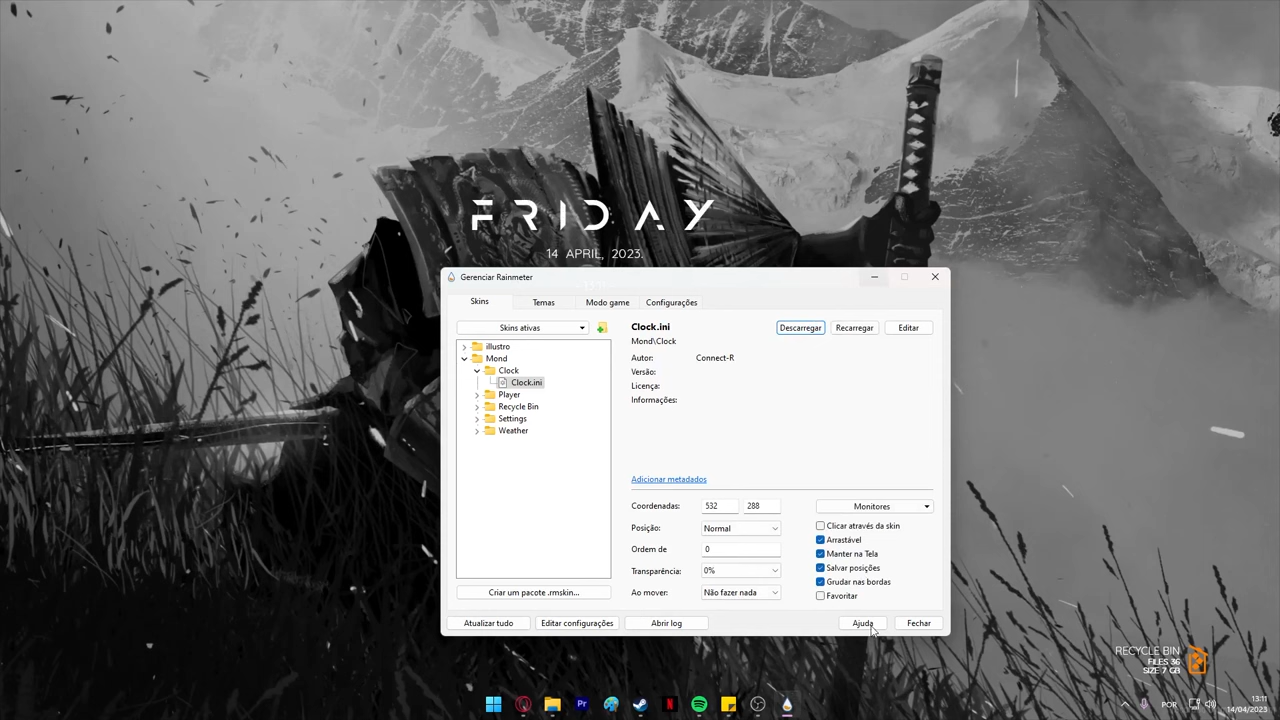 FRIDAY
14 APRIL, 2023.
Gerenciar Rainmeter
Skins
Temas
Modo game
Configurações
Skins ativas
illustro
Mond
Clock
Clock.ini
Player
Recycle Bin
Settings
Weather
Criar um pacote .rmskin...
Clock.ini
Mond\Clock
Descarregar
Recarregar
Editar
Autor: Connect-R
Versão:
Licença:
Informações:
Adicionar metadados
Coordenadas: 532 288
Posição: Normal
Ordem de 0
Transparência: 0%
Ao mover: Não fazer nada
Monitores
Clicar através da skin
Arrastável
Manter na Tela
Salvar posições
Grudar nas bordas
Favoritar
Atualizar tudo
Editar configurações
Abrir log
Ajuda
Fechar
RECYCLE BIN
FILES 36
SIZE 7 GB
Pr
N
POR
13:11
14/04/2023